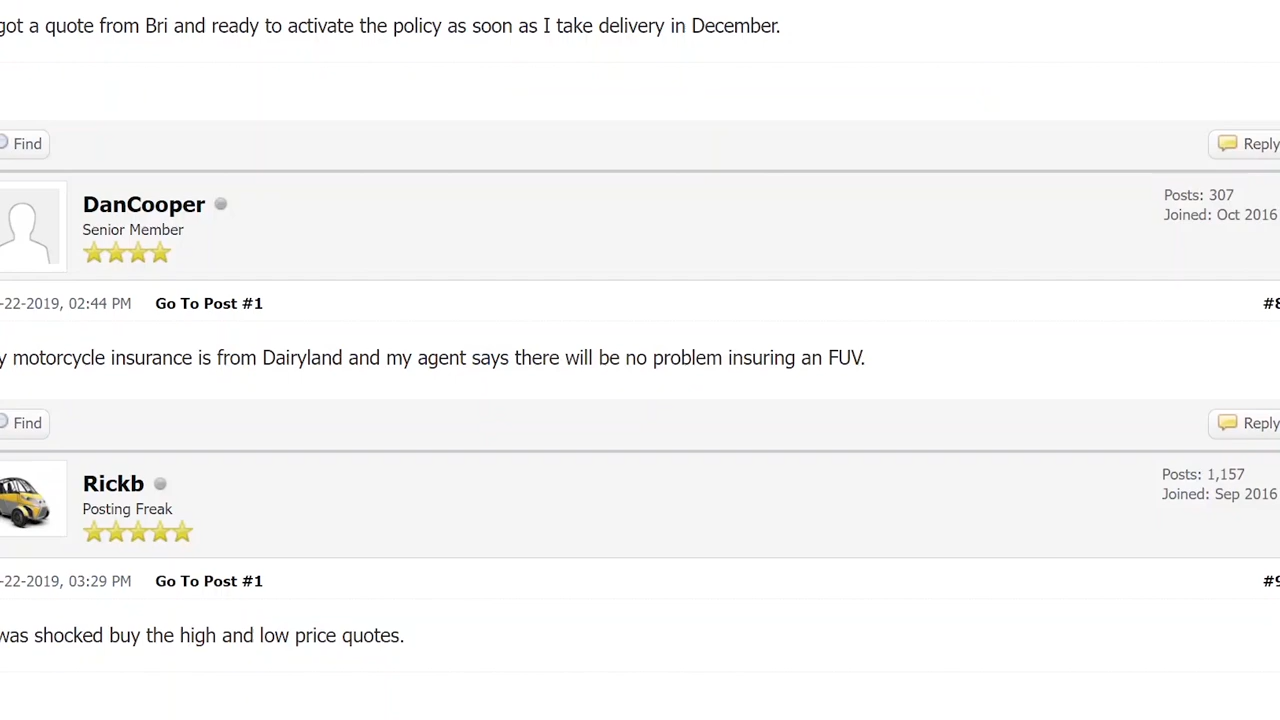 got a quote from Bri and ready to activate the policy as soon as I take delivery in December.
Find
Reply
DanCooper
Senior Member
Posts: 307
Joined: Oct 2016
-22-2019, 02:44 PM Go To Post #1
#8
y motorcycle insurance is from Dairyland and my agent says there will be no problem insuring an FUV.
Find
Reply
Rickb
Posting Freak
Posts: 1,157
Joined: Sep 2016
-22-2019, 03:29 PM Go To Post #1
#9
was shocked buy the high and low price quotes.